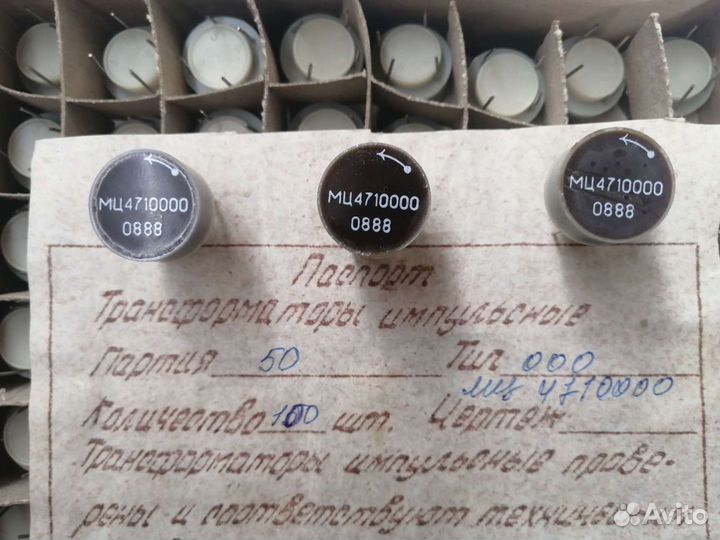 МЦ4710000
0888
МЦ4710000
0888
МЦ4710000
0888
Паспорт
Трансформаторы импульсные
Партия 50 Тип 000
мц 4710000
Количество 100 шт. Чертеж
Трансформаторы импульсные прове-
рены и соответствуют
Avito